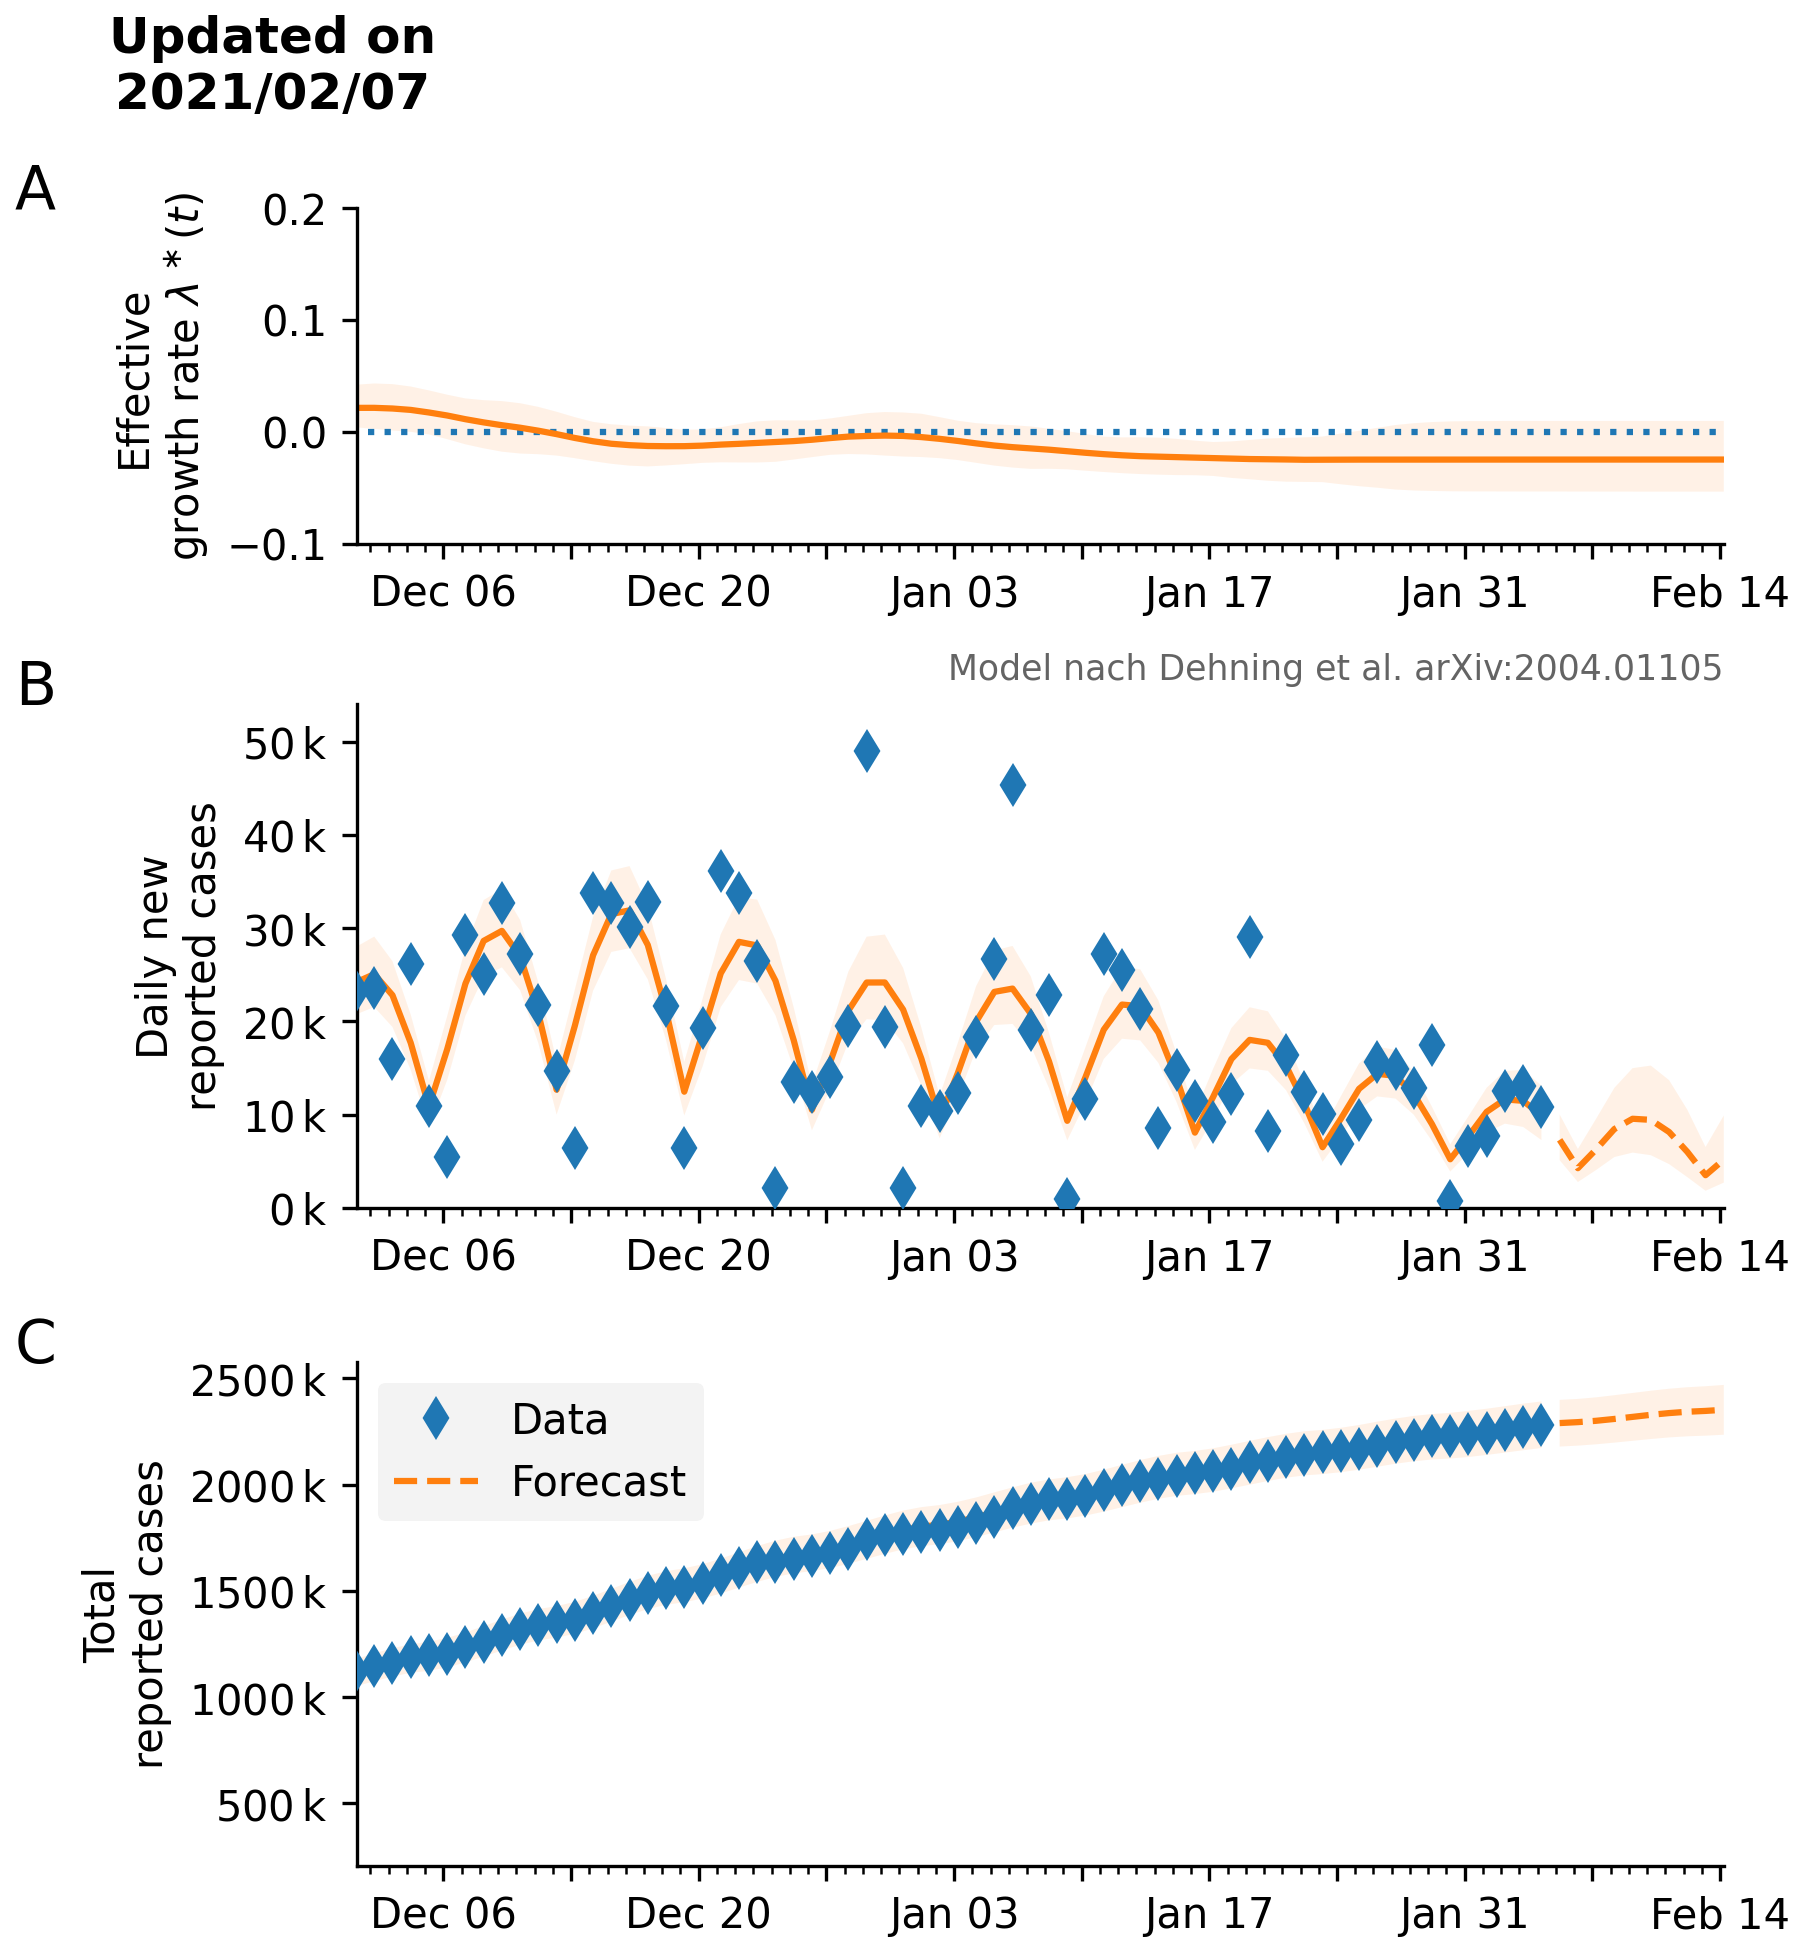 Updated on
2021/02/07
A
Effective
growth rate λ * (t)
0.2
0.1
0.0
−0.1
Dec 06 Dec 20 Jan 03 Jan 17 Jan 31 Feb 14
Model nach Dehning et al. arXiv:2004.01105
B
Daily new
reported cases
50 k
40 k
30 k
20 k
10 k
0 k
Dec 06 Dec 20 Jan 03 Jan 17 Jan 31 Feb 14
C
Total
reported cases
2500 k
2000 k
1500 k
1000 k
500 k
Data
Forecast
Dec 06 Dec 20 Jan 03 Jan 17 Jan 31 Feb 14